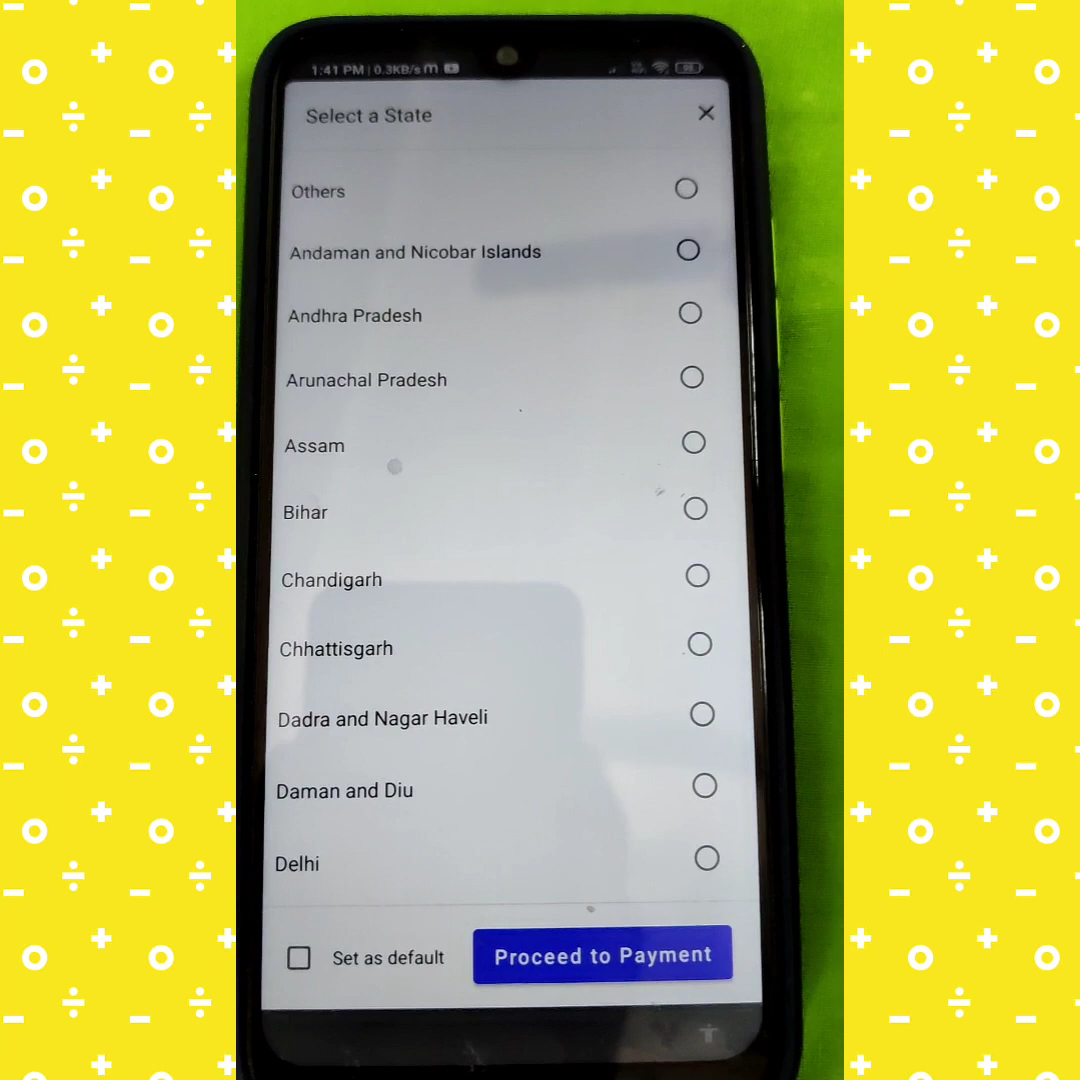 1:41 PM | 0.3KB/s m
Select a State
Others
Andaman and Nicobar Islands
Andhra Pradesh
Arunachal Pradesh
Assam
Bihar
Chandigarh
Chhattisgarh
Dadra and Nagar Haveli
Daman and Diu
Delhi
Set as default
Proceed to Payment